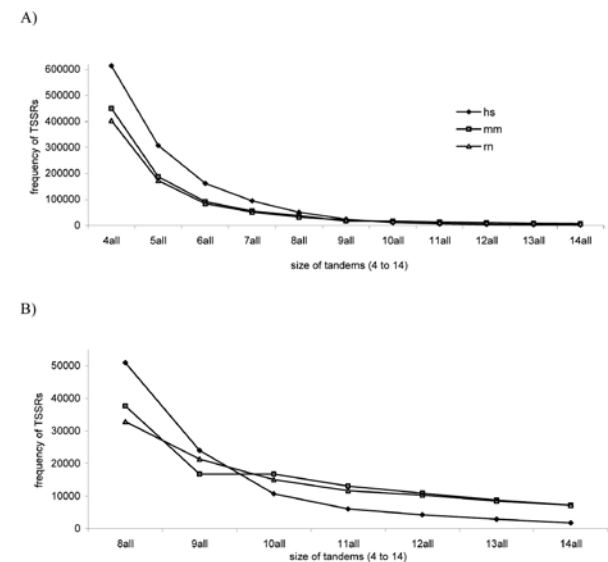 A)
600000
500000
400000
300000
200000
100000
0
frequency of TSSRs
hs
mm
rn
4all 5all 6all 7all 8all 9all 10all 11all 12all 13all 14all
size of tandems (4 to 14)
B)
50000
40000
30000
20000
10000
0
frequency of TSSRs
8all 9all 10all 11all 12all 13all 14all
size of tandems (4 to 14)